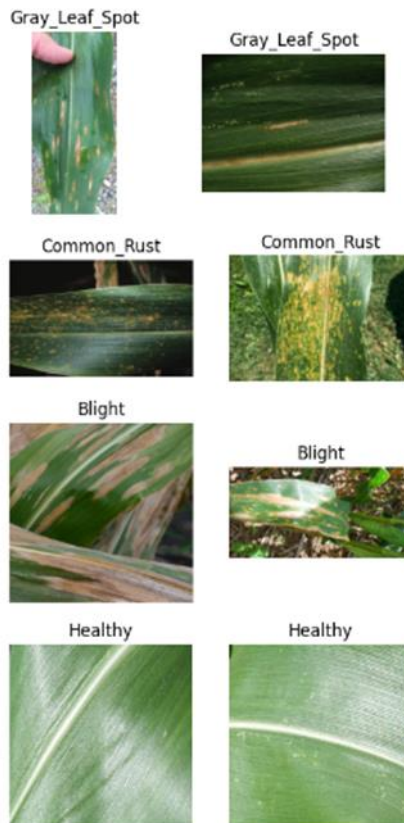 Gray_Leaf_Spot
Gray_Leaf_Spot
Common_Rust
Common_Rust
Blight
Blight
Healthy
Healthy